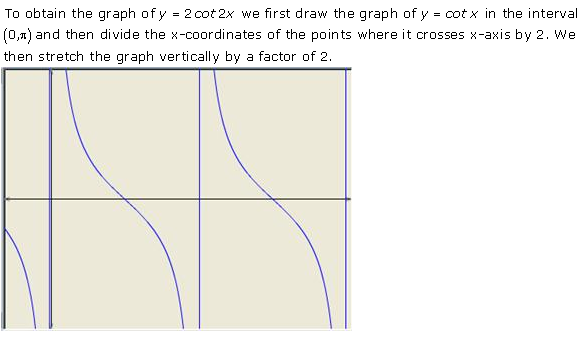 To obtain the graph of y = 2 cot 2x we first draw the graph of y = cot x in the interval
(0,π) and then divide the x-coordinates of the points where it crosses x-axis by 2. We
then stretch the graph vertically by a factor of 2.